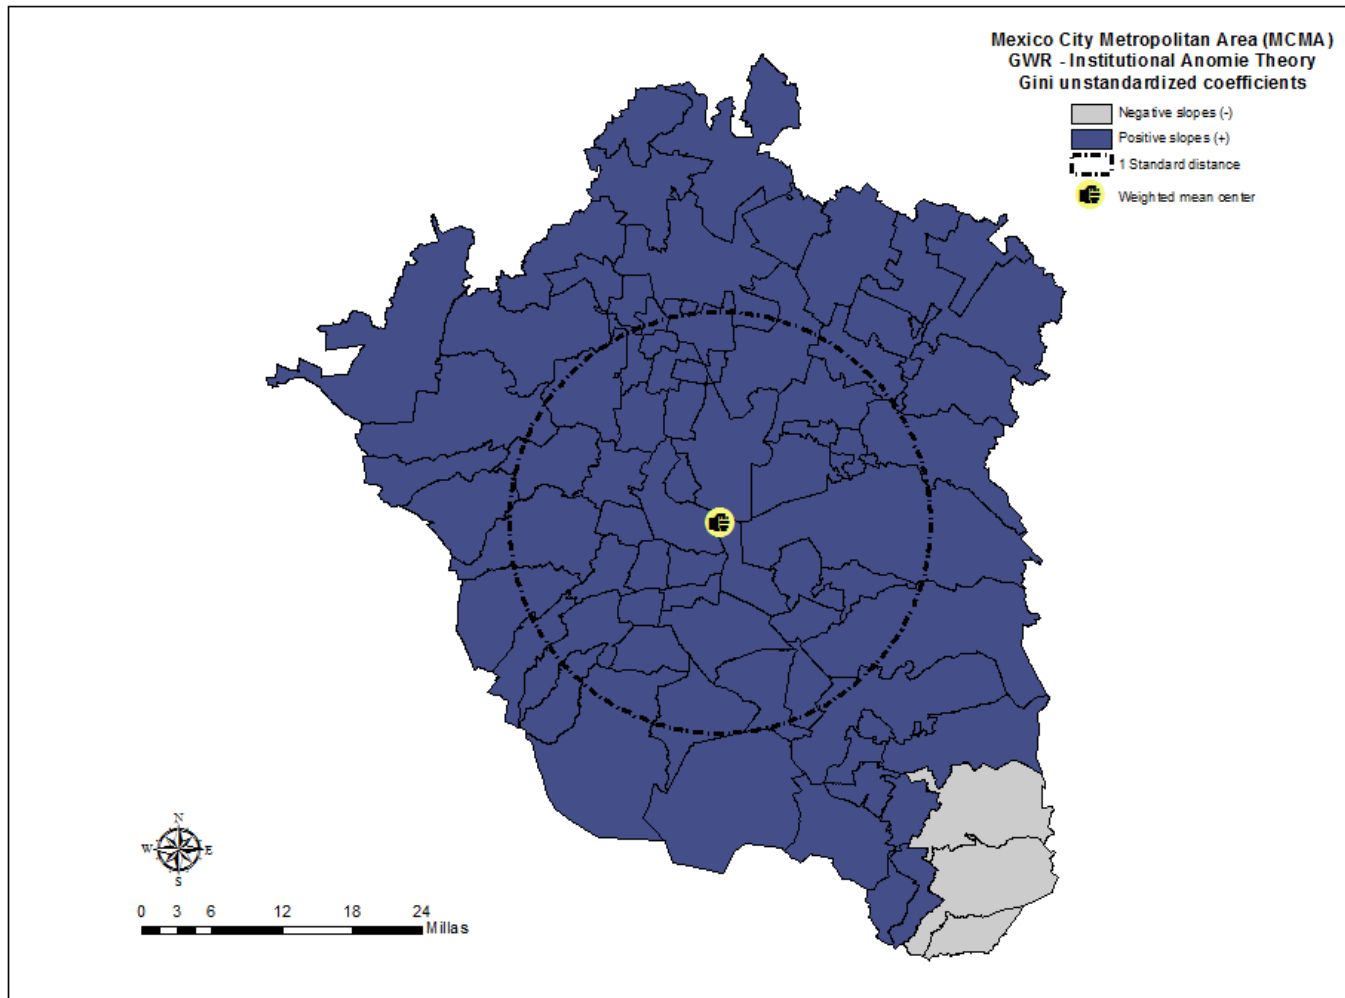 Mexico City Metropolitan Area (MCMA)
GWR - Institutional Anomie Theory
Gini unstandardized coefficients
Negative slopes (-)
Positive slopes (+)
1 Standard distance
Weighted mean center
N
W E
S
0 3 6 12 18 24
Millas